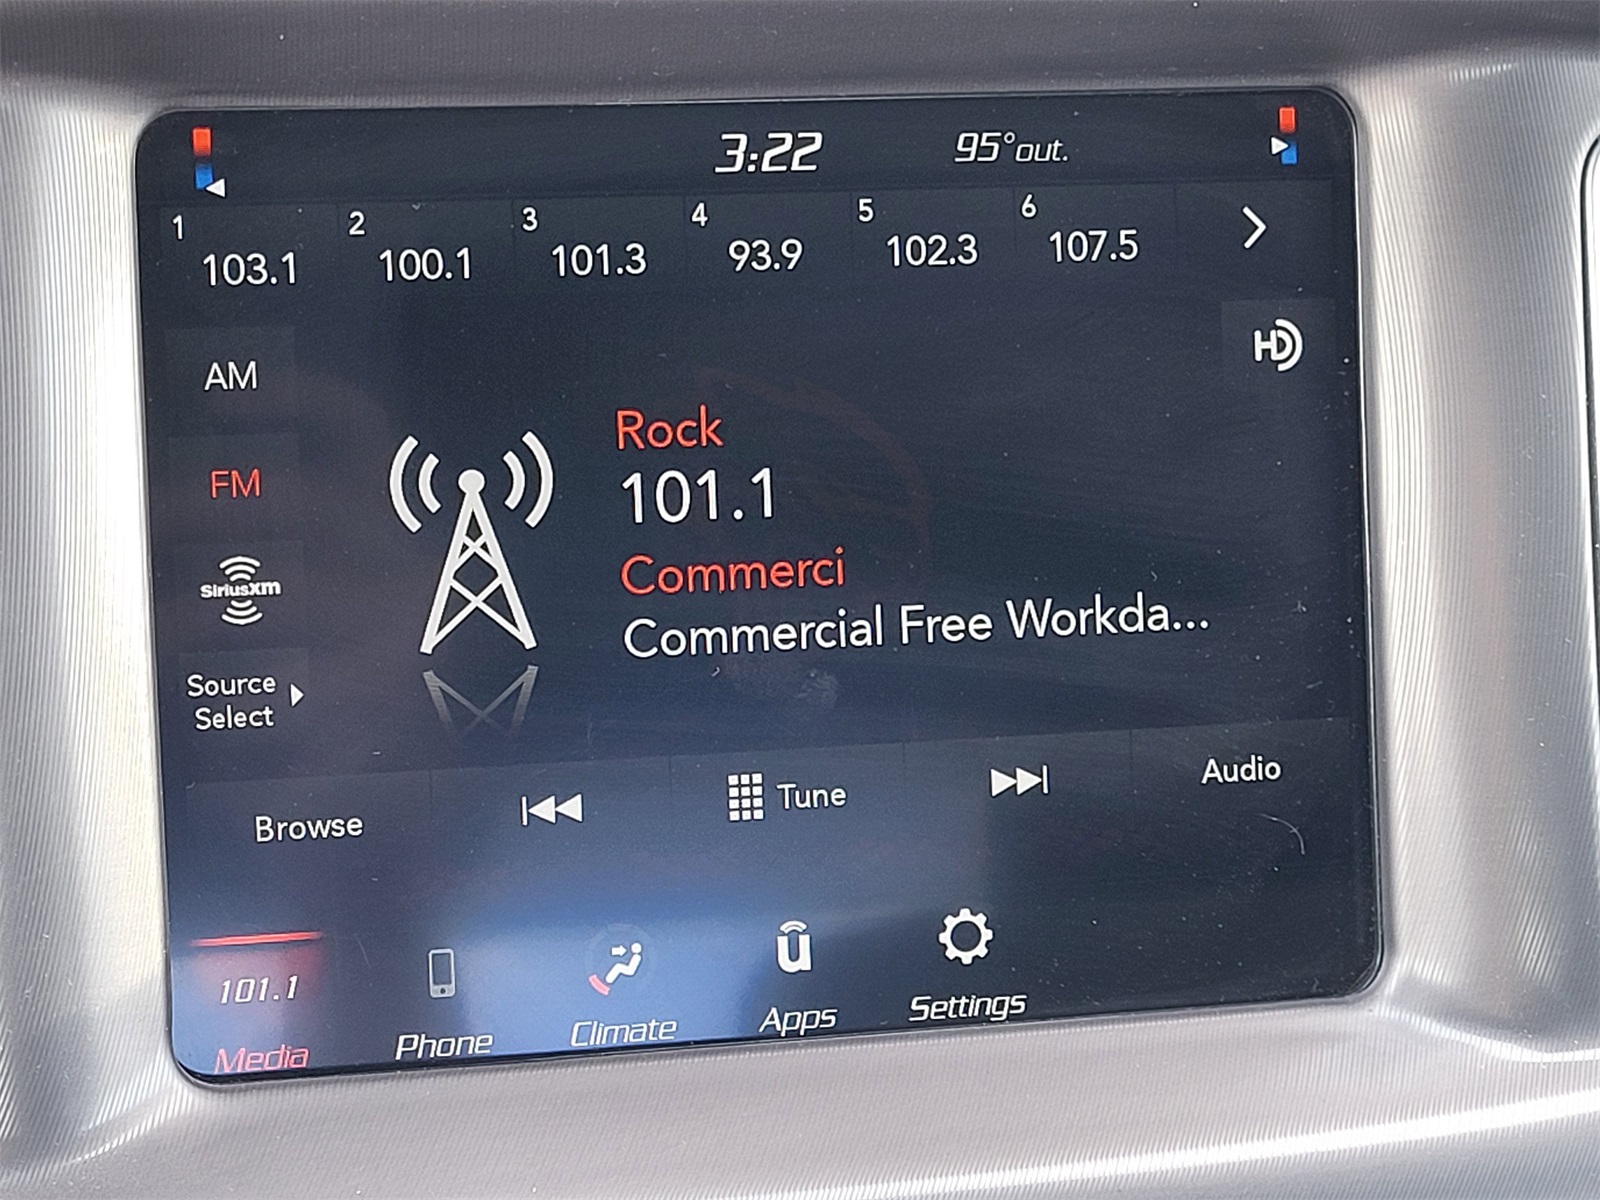 3:22 95°out.
1 2 3 4 5 6
103.1 100.1 101.3 93.9 102.3 107.5
HD
AM
FM
SiriusXM
Source
Select
Rock
101.1
Commerci
Commercial Free Workda...
Browse Tune Audio
101.1 u
Media Phone Climate Apps Settings